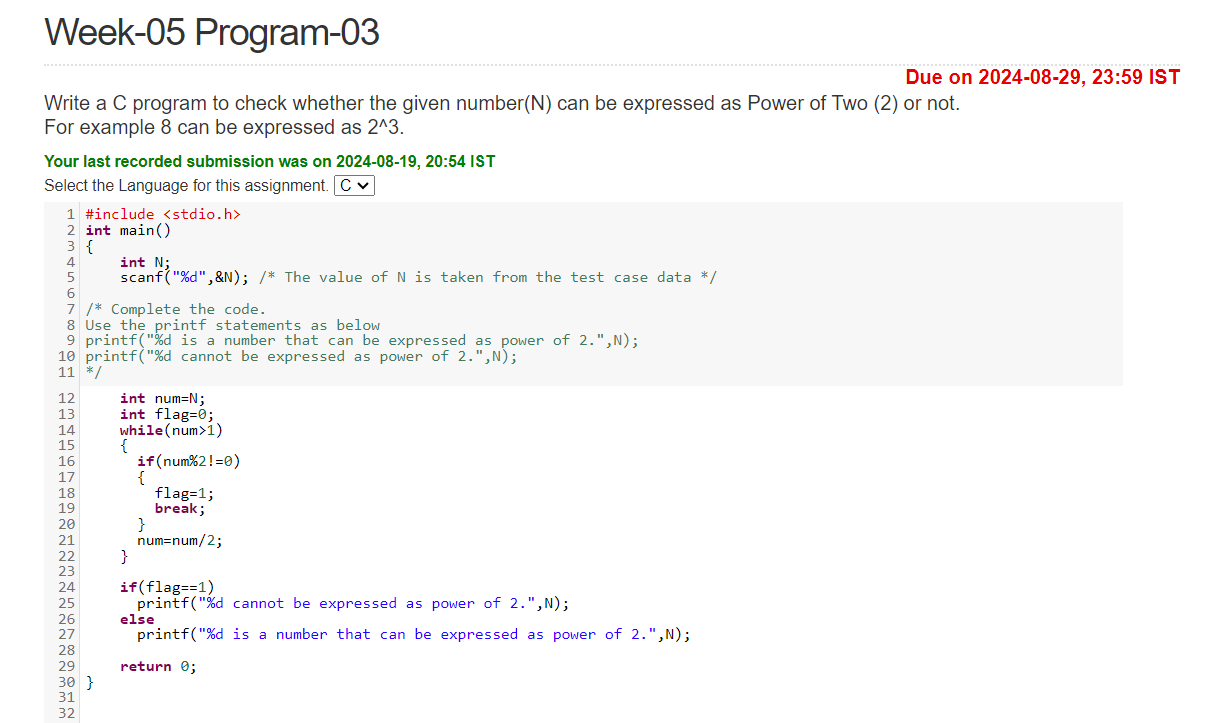 Week-05 Program-03
Due on 2024-08-29, 23:59 IST
Write a C program to check whether the given number(N) can be expressed as Power of Two (2) or not.
For example 8 can be expressed as 2^3.
Your last recorded submission was on 2024-08-19, 20:54 IST
Select the Language for this assignment. C
1 #include <stdio.h>
2 int main()
3 {
4     int N;
5     scanf("%d",&N); /* The value of N is taken from the test case data */
6
7 /* Complete the code.
8 Use the printf statements as below
9 printf("%d is a number that can be expressed as power of 2.",N);
10 printf("%d cannot be expressed as power of 2.",N);
11 */
12     int num=N;
13     int flag=0;
14     while(num>1)
15     {
16       if(num%2!=0)
17       {
18         flag=1;
19         break;
20       }
21       num=num/2;
22     }
23
24     if(flag==1)
25       printf("%d cannot be expressed as power of 2.",N);
26     else
27       printf("%d is a number that can be expressed as power of 2.",N);
28
29     return 0;
30 }
31
32